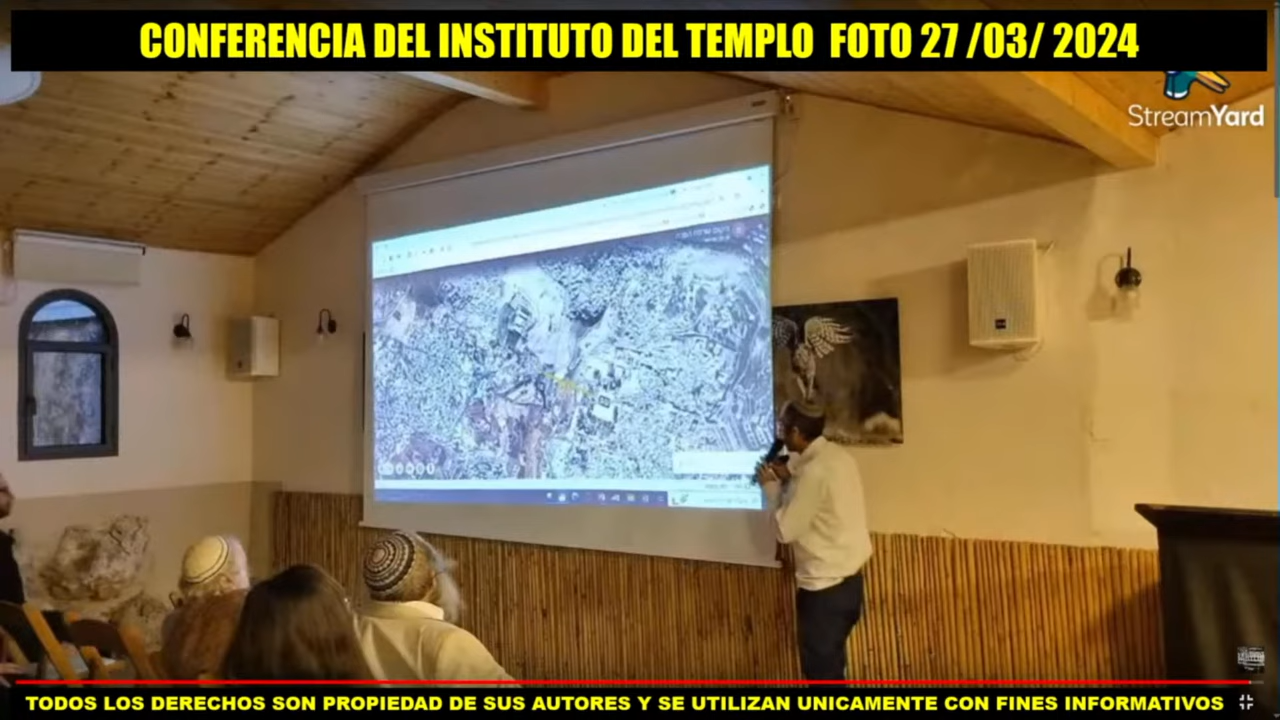 CONFERENCIA DEL INSTITUTO DEL TEMPLO FOTO 27 /03/ 2024
StreamYard
TODOS LOS DERECHOS SON PROPIEDAD DE SUS AUTORES Y SE UTILIZAN UNICAMENTE CON FINES INFORMATIVOS